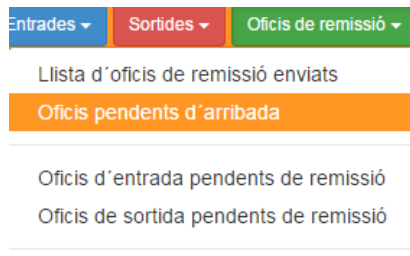 Entrades
Sortides
Oficis de remissió
Llista d´oficis de remissió enviats
Oficis pendents d´arribada
Oficis d´entrada pendents de remissió
Oficis de sortida pendents de remissió